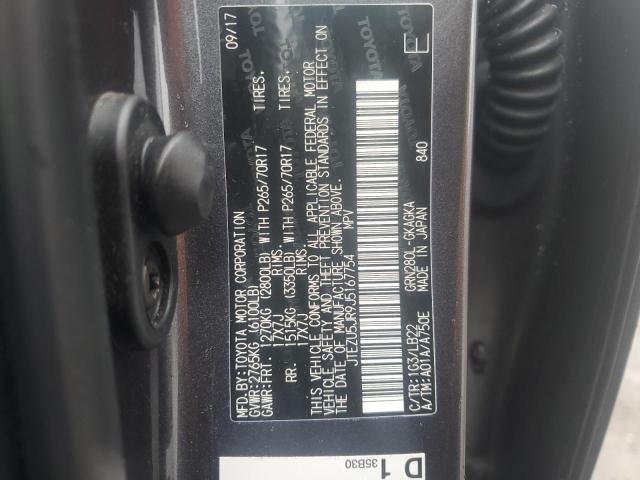 MFD.BY:TOYOTA MOTOR CORPORATION 09/17
GVWR:2765KG (6100LB)
GAWR:FRT. 1270KG (2800LB) WITH P265/70R17 TIRES.
17X7J RIMS.
RR. 1515KG (3350LB) WITH P265/70R17 TIRES.
17X7J RIMS.
THIS VEHICLE CONFORMS TO ALL APPLICABLE FEDERAL MOTOR
VEHICLE SAFETY AND THEFT PREVENTION STANDARDS IN EFFECT ON
THE DATE OF MANUFACTURE SHOWN ABOVE.
JTEZU5JR9J5167754 MPV
C/TR:1G3/LB22 GRN280L-GKAGKA
A/TM:A01A/A750E MADE IN JAPAN 840
D 1
35B30
TOYOTA